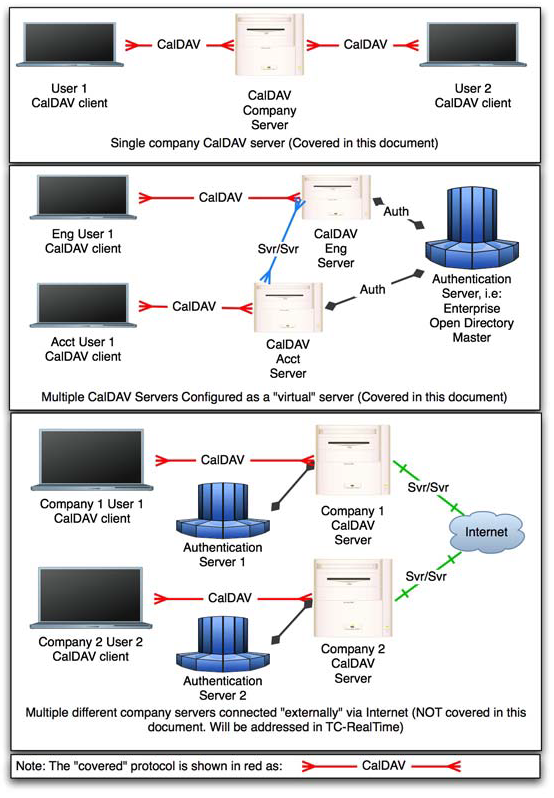 CalDAV
CalDAV
User 1
CalDAV client
CalDAV
Company
Server
User 2
CalDAV client
Single company CalDAV server (Covered in this document)
CalDAV
Auth
Eng User 1
CalDAV client
Svr/Svr
CalDAV
Eng
Server
Authentication
Server, i.e:
Enterprise
Open Directory
Master
CalDAV
Auth
Acct User 1
CalDAV client
CalDAV
Acct
Server
Multiple CalDAV Servers Configured as a "virtual" server (Covered in this document)
CalDAV
Company 1 User 1
CalDAV client
Authentication
Server 1
Company 1
CalDAV
Server
Svr/Svr
Internet
Svr/Svr
CalDAV
Company 2 User 2
CalDAV client
Authentication
Server 2
Company 2
CalDAV
Server
Multiple different company servers connected "externally" via Internet (NOT covered in this
document. Will be addressed in TC-RealTime)
Note: The "covered" protocol is shown in red as:
CalDAV